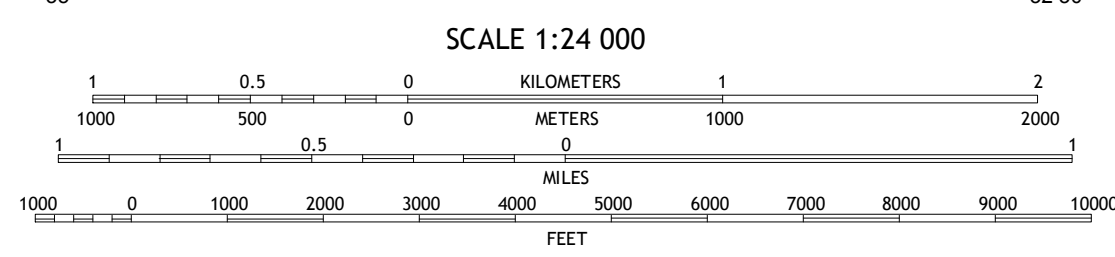 SCALE 1:24 000
1 0.5 0 KILOMETERS 1 2
1000 500 0 METERS 1000 2000
1 0.5 0 1
MILES
1000 0 1000 2000 3000 4000 5000 6000 7000 8000 9000 10000
FEET